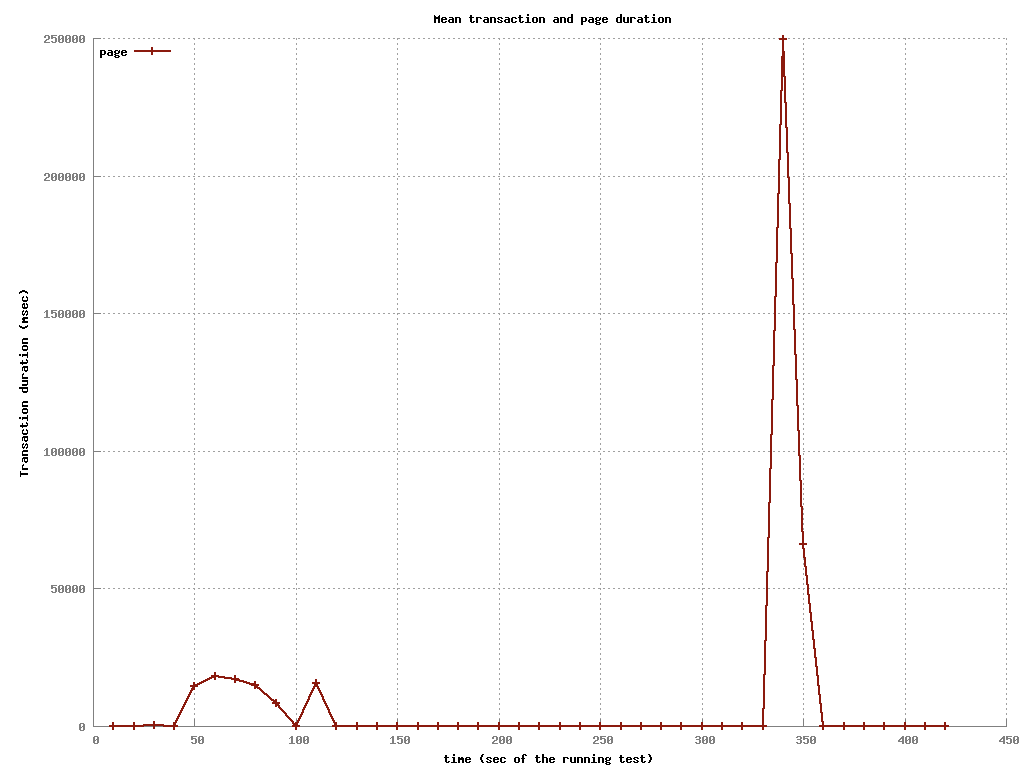 Mean transaction and page duration
page
250000
200000
150000
100000
50000
0
Transaction duration (msec)
0 50 100 150 200 250 300 350 400 450
time (sec of the running test)